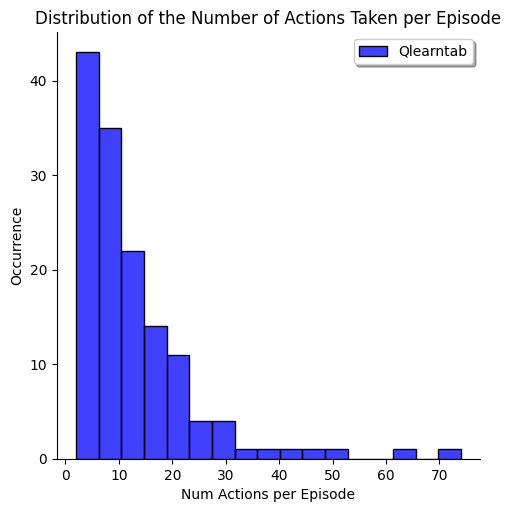 Distribution of the Number of Actions Taken per Episode
Qlearntab
40
30
20
10
0
Occurrence
0 10 20 30 40 50 60 70
Num Actions per Episode